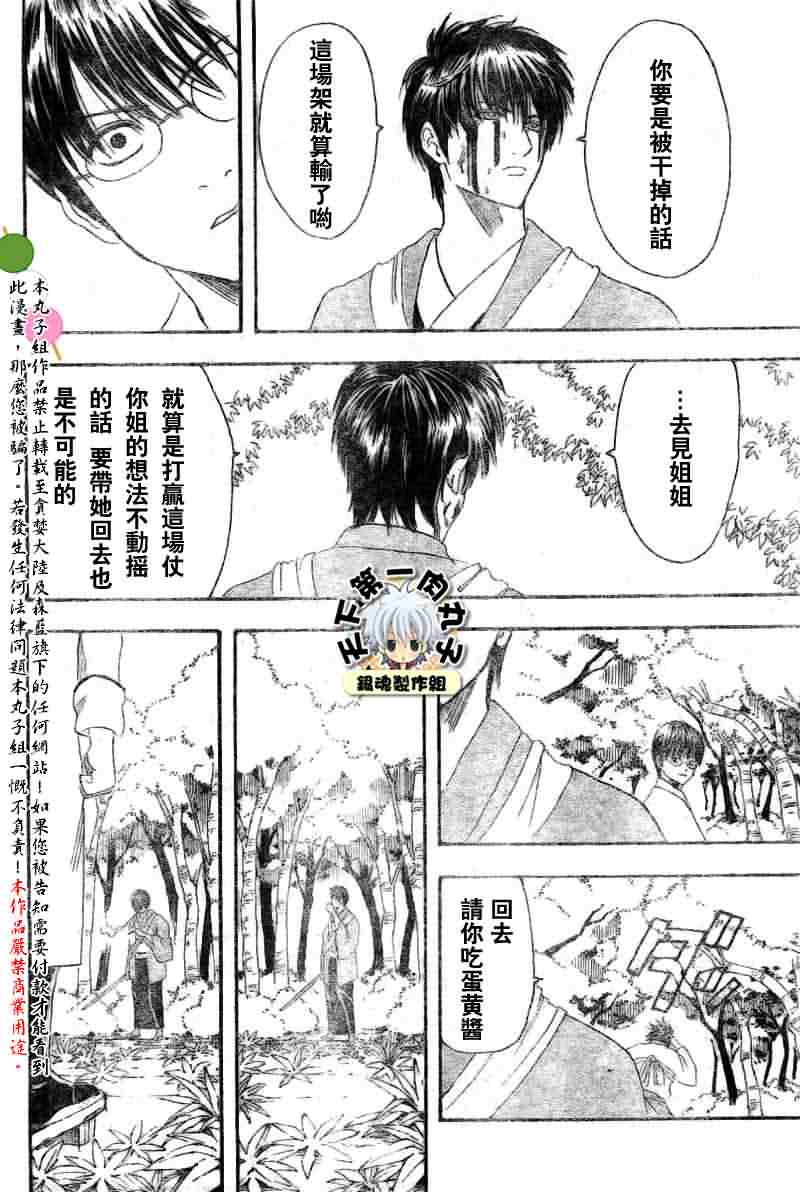 你要是被干掉的話
這場架就算輸了喲
…去見姐姐
就算是打贏這場仗
你姐的想法不動搖
的話 要帶她回去也
是不可能的
回去
請你吃蛋黃醬
天下第一肉丸子
銀魂製作組
本丸子組作品禁止轉載至貪婪大陸及森藍旗下的任何網站！如果您被告知需要付款才能看到
此漫畫，那麼您被騙了。若發生任何法律問題本丸子組一慨不負責！本作品嚴禁商業用途。